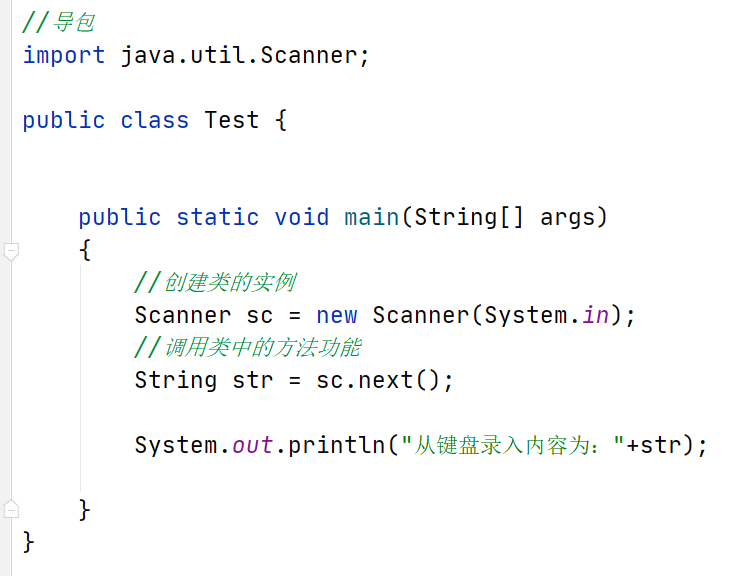 //导包
import java.util.Scanner;
public class Test {
public static void main(String[] args)
{
//创建类的实例
Scanner sc = new Scanner(System.in);
//调用类中的方法功能
String str = sc.next();
System.out.println("从键盘录入内容为："+str);
}
}